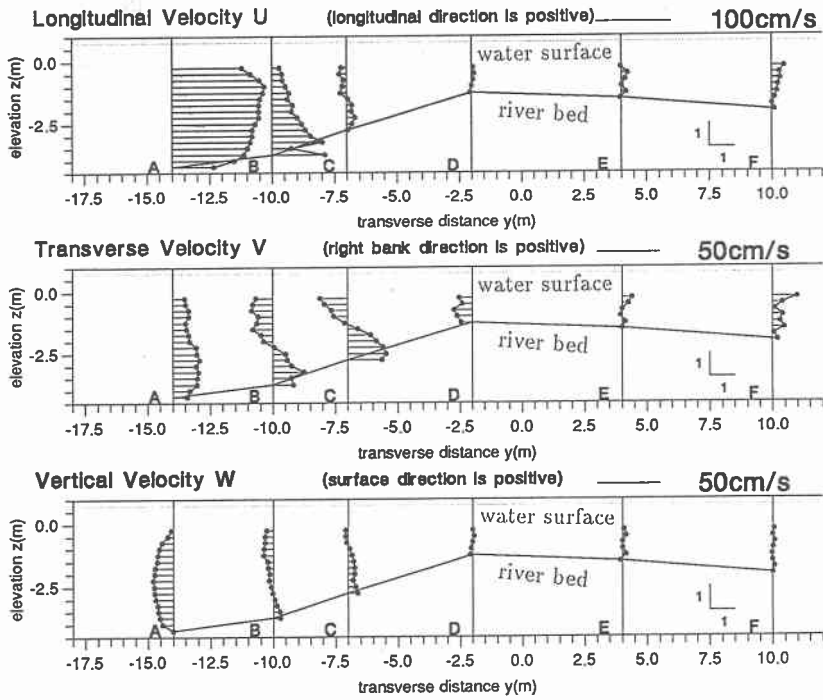 Longitudinal Velocity U (longitudinal direction is positive) 100cm/s
elevation z(m)
0.0
-2.5
water surface
river bed
A B C D E F
1
1
-17.5 -15.0 -12.5 -10.0 -7.5 -5.0 -2.5 0.0 2.5 5.0 7.5 10.0
transverse distance y(m)
Transverse Velocity V (right bank direction is positive) 50cm/s
elevation z(m)
0.0
-2.5
water surface
river bed
A B C D E F
1
1
-17.5 -15.0 -12.5 -10.0 -7.5 -5.0 -2.5 0.0 2.5 5.0 7.5 10.0
transverse distance y(m)
Vertical Velocity W (surface direction is positive) 50cm/s
elevation z(m)
0.0
-2.5
water surface
river bed
A B C D E F
1
1
-17.5 -15.0 -12.5 -10.0 -7.5 -5.0 -2.5 0.0 2.5 5.0 7.5 10.0
transverse distance y(m)